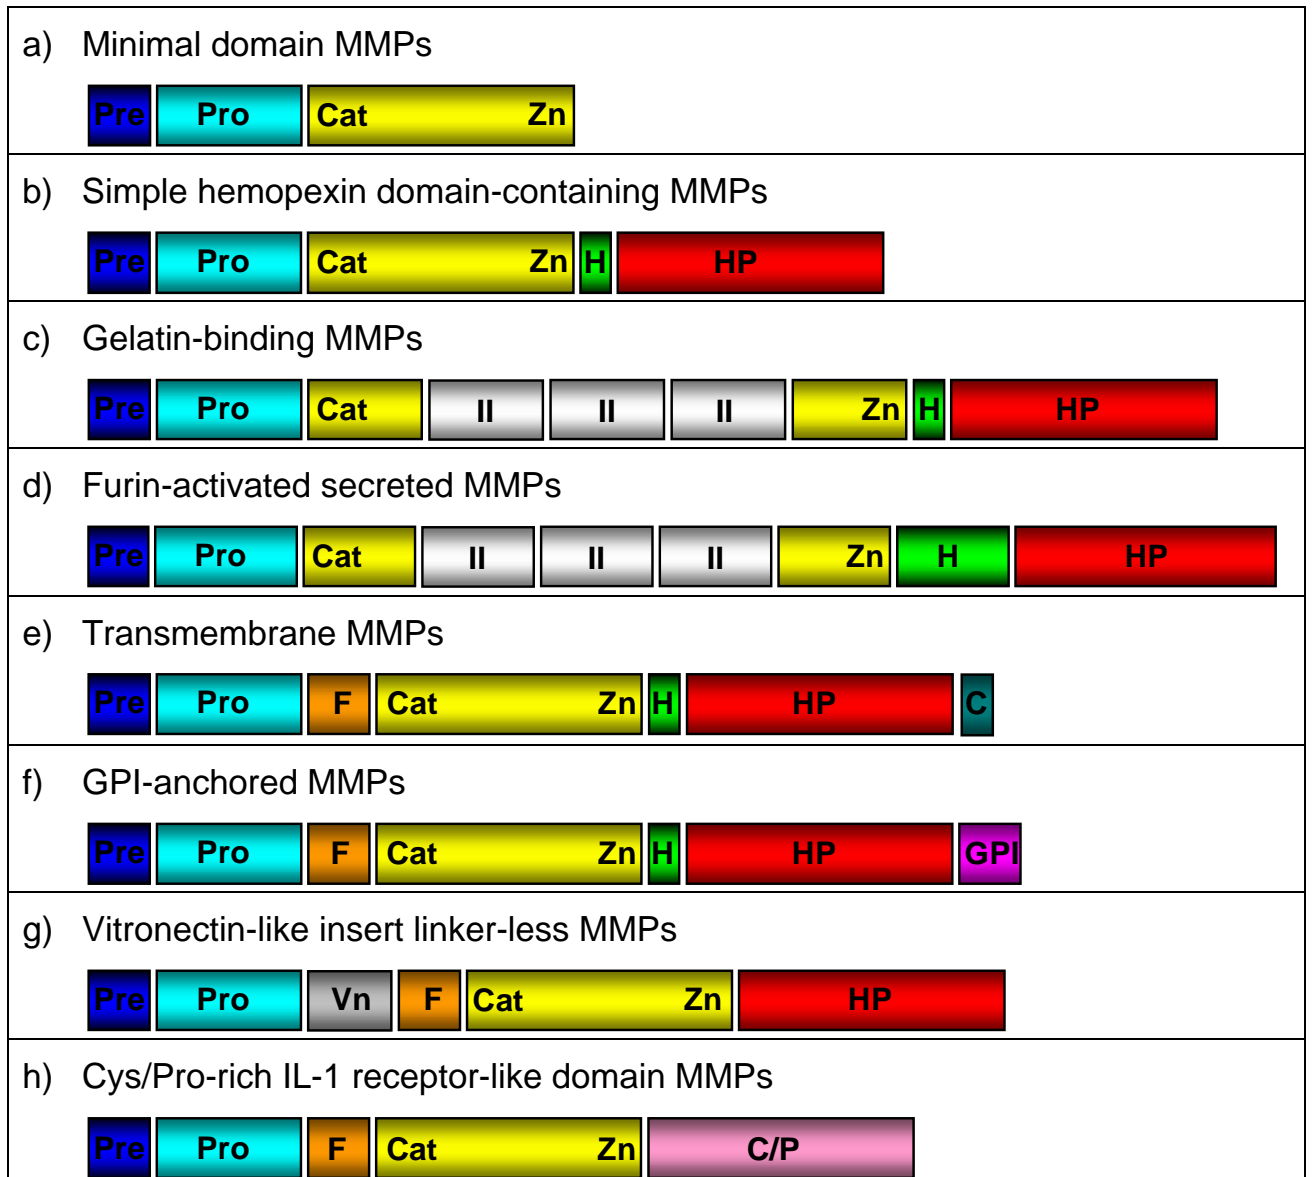 a) Minimal domain MMPs
Pre Pro Cat Zn
b) Simple hemopexin domain-containing MMPs
Pre Pro Cat Zn H HP
c) Gelatin-binding MMPs
Pre Pro Cat II II II Zn H HP
d) Furin-activated secreted MMPs
Pre Pro Cat II II II Zn H HP
e) Transmembrane MMPs
Pre Pro F Cat Zn H HP C
f) GPI-anchored MMPs
Pre Pro F Cat Zn H HP GPI
g) Vitronectin-like insert linker-less MMPs
Pre Pro Vn F Cat Zn HP
h) Cys/Pro-rich IL-1 receptor-like domain MMPs
Pre Pro F Cat Zn C/P